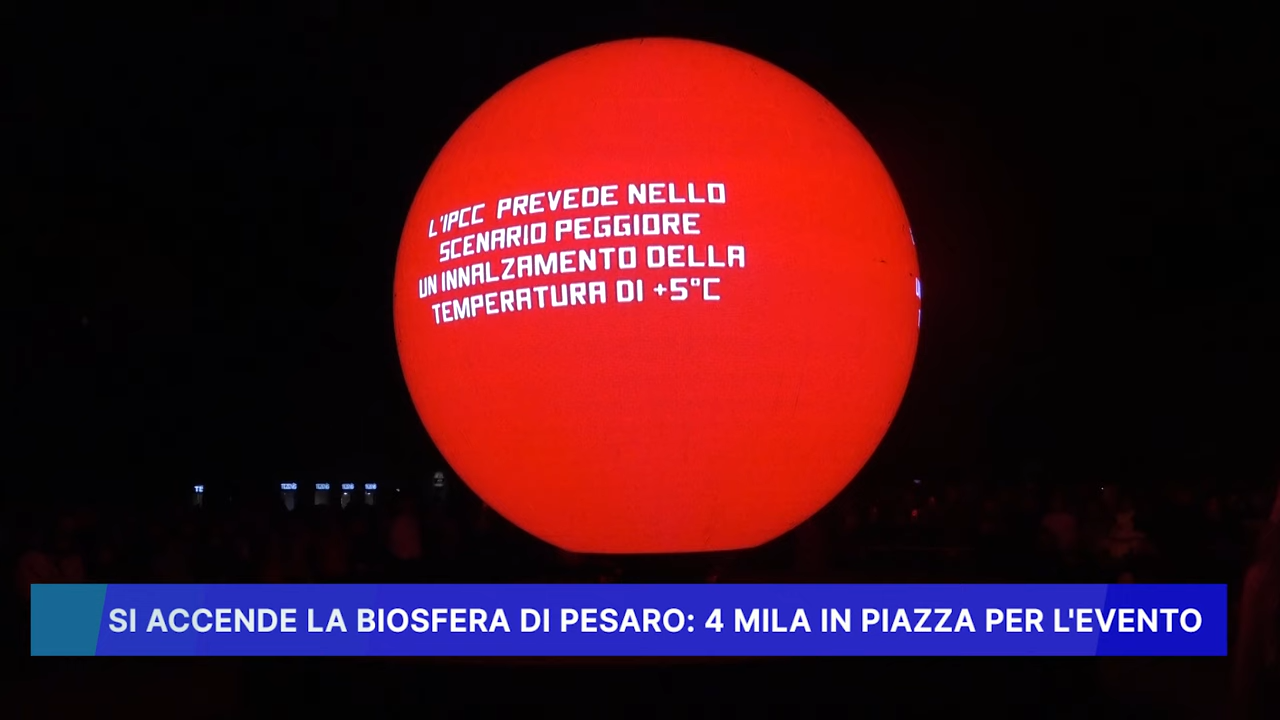 L'IPCC PREVEDE NELLO
SCENARIO PEGGIORE
UN INNALZAMENTO DELLA
TEMPERATURA DI +5°C
SI ACCENDE LA BIOSFERA DI PESARO: 4 MILA IN PIAZZA PER L'EVENTO